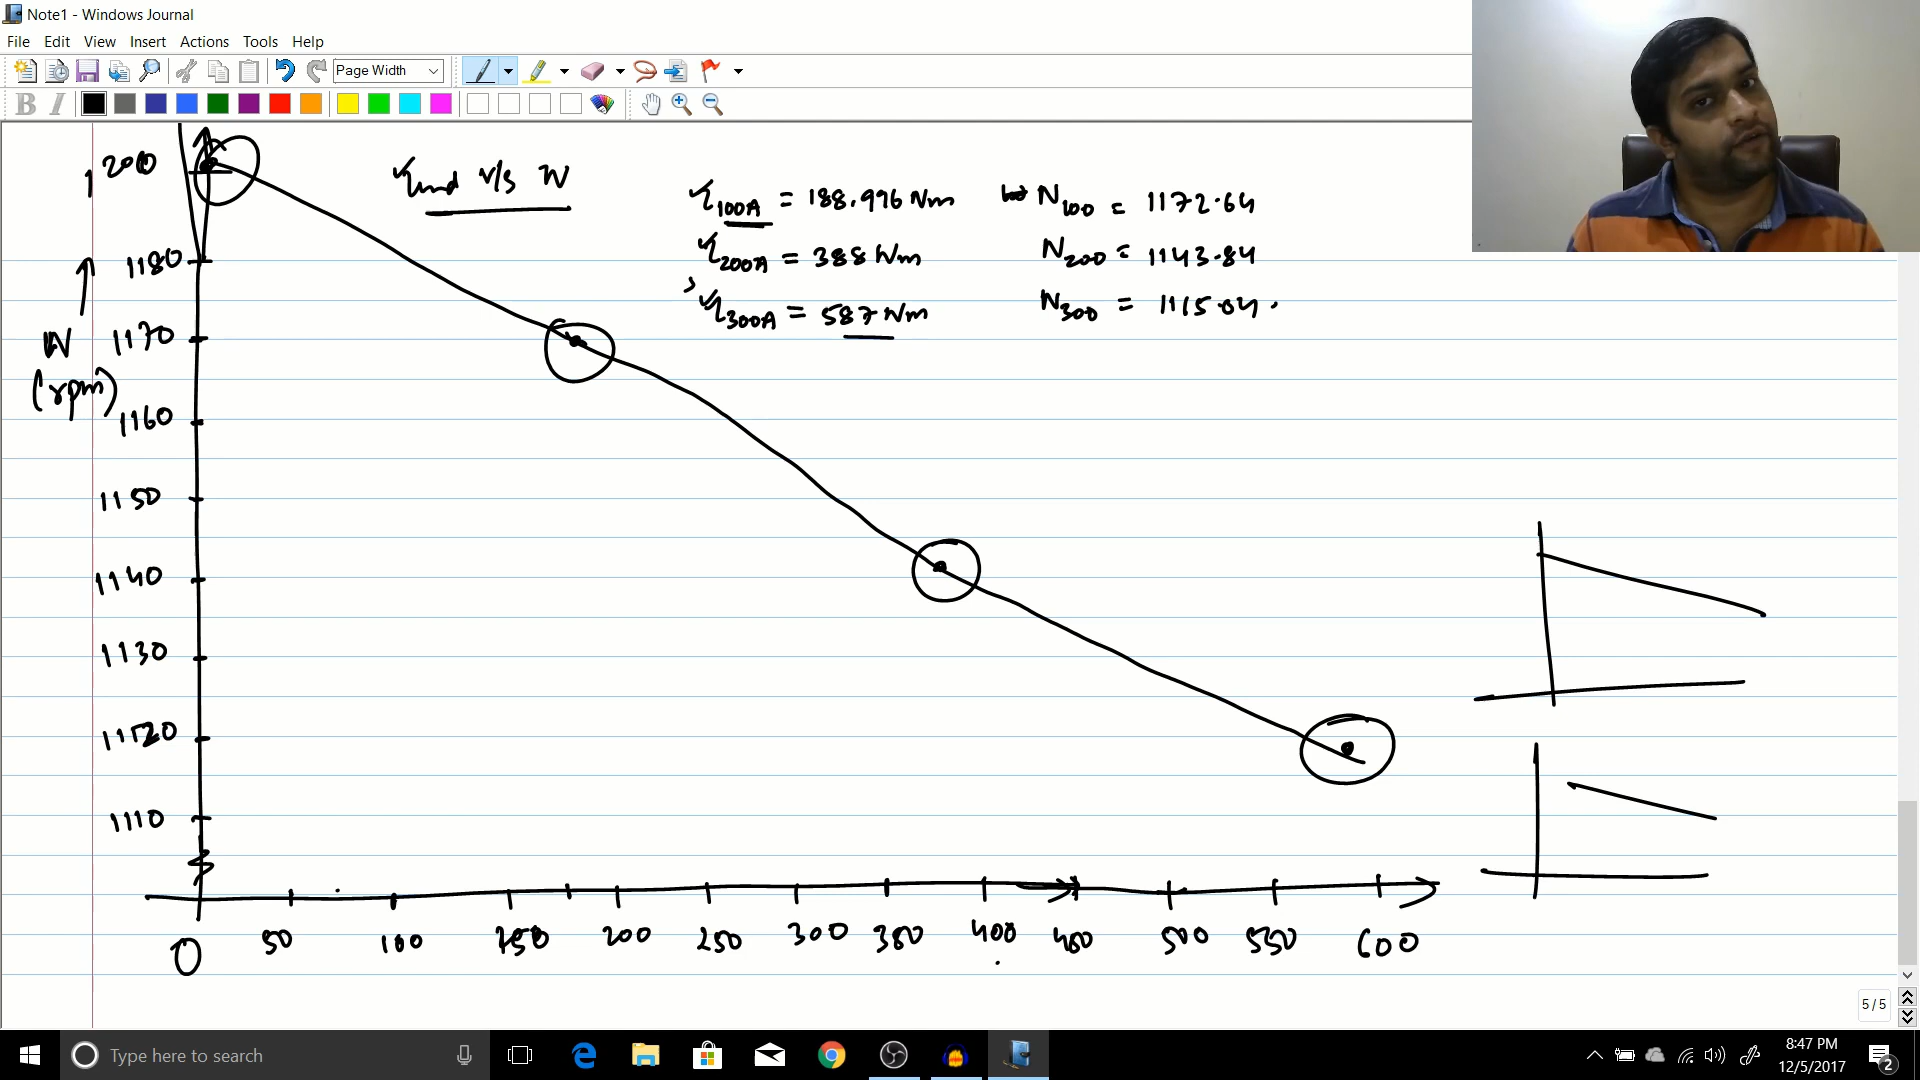 Note1 - Windows Journal
File Edit View Insert Actions Tools Help
Page Width
B I
1200
τind v/s N
τ100A = 188.996 Nm
N100 = 1172.64
τ200A = 388 Nm
N200 = 1143.84
τ300A = 587 Nm
N300 = 1115.04
1180
N
(rpm)
1170
1160
1150
1140
1130
1120
1110
0 50 100 150 200 250 300 350 400 450 500 550 600
5 / 5
Type here to search
8:47 PM
12/5/2017
2